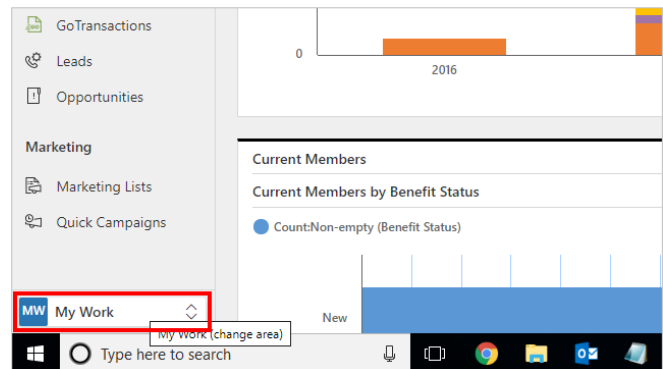 GoTransactions
Leads
Opportunities
Marketing
Marketing Lists
Quick Campaigns
MW My Work
My Work (change area)
Type here to search
0
2016
Current Members
Current Members by Benefit Status
Count:Non-empty (Benefit Status)
New